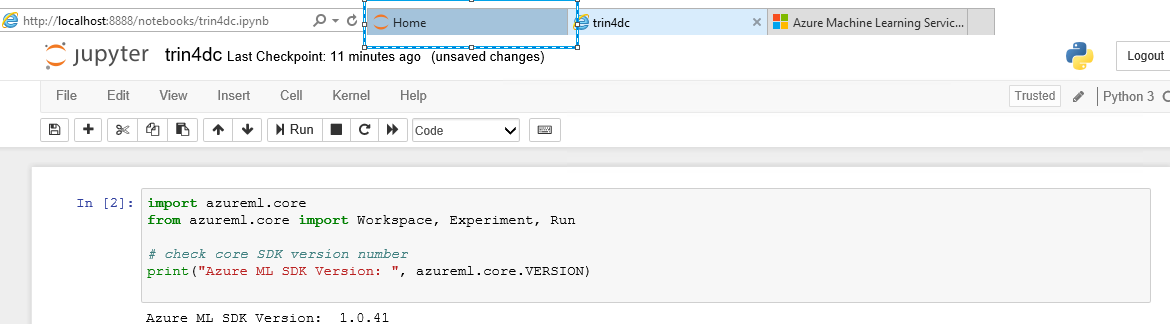 http://localhost:8888/notebooks/trin4dc.ipynb Home trin4dc Azure Machine Learning Servic...
jupyter trin4dc Last Checkpoint: 11 minutes ago (unsaved changes) Logout
File Edit View Insert Cell Kernel Help Trusted Python 3
Run Code
In [2]: import azureml.core
from azureml.core import Workspace, Experiment, Run
# check core SDK version number
print("Azure ML SDK Version: ", azureml.core.VERSION)
Azure ML SDK Version:  1.0.41